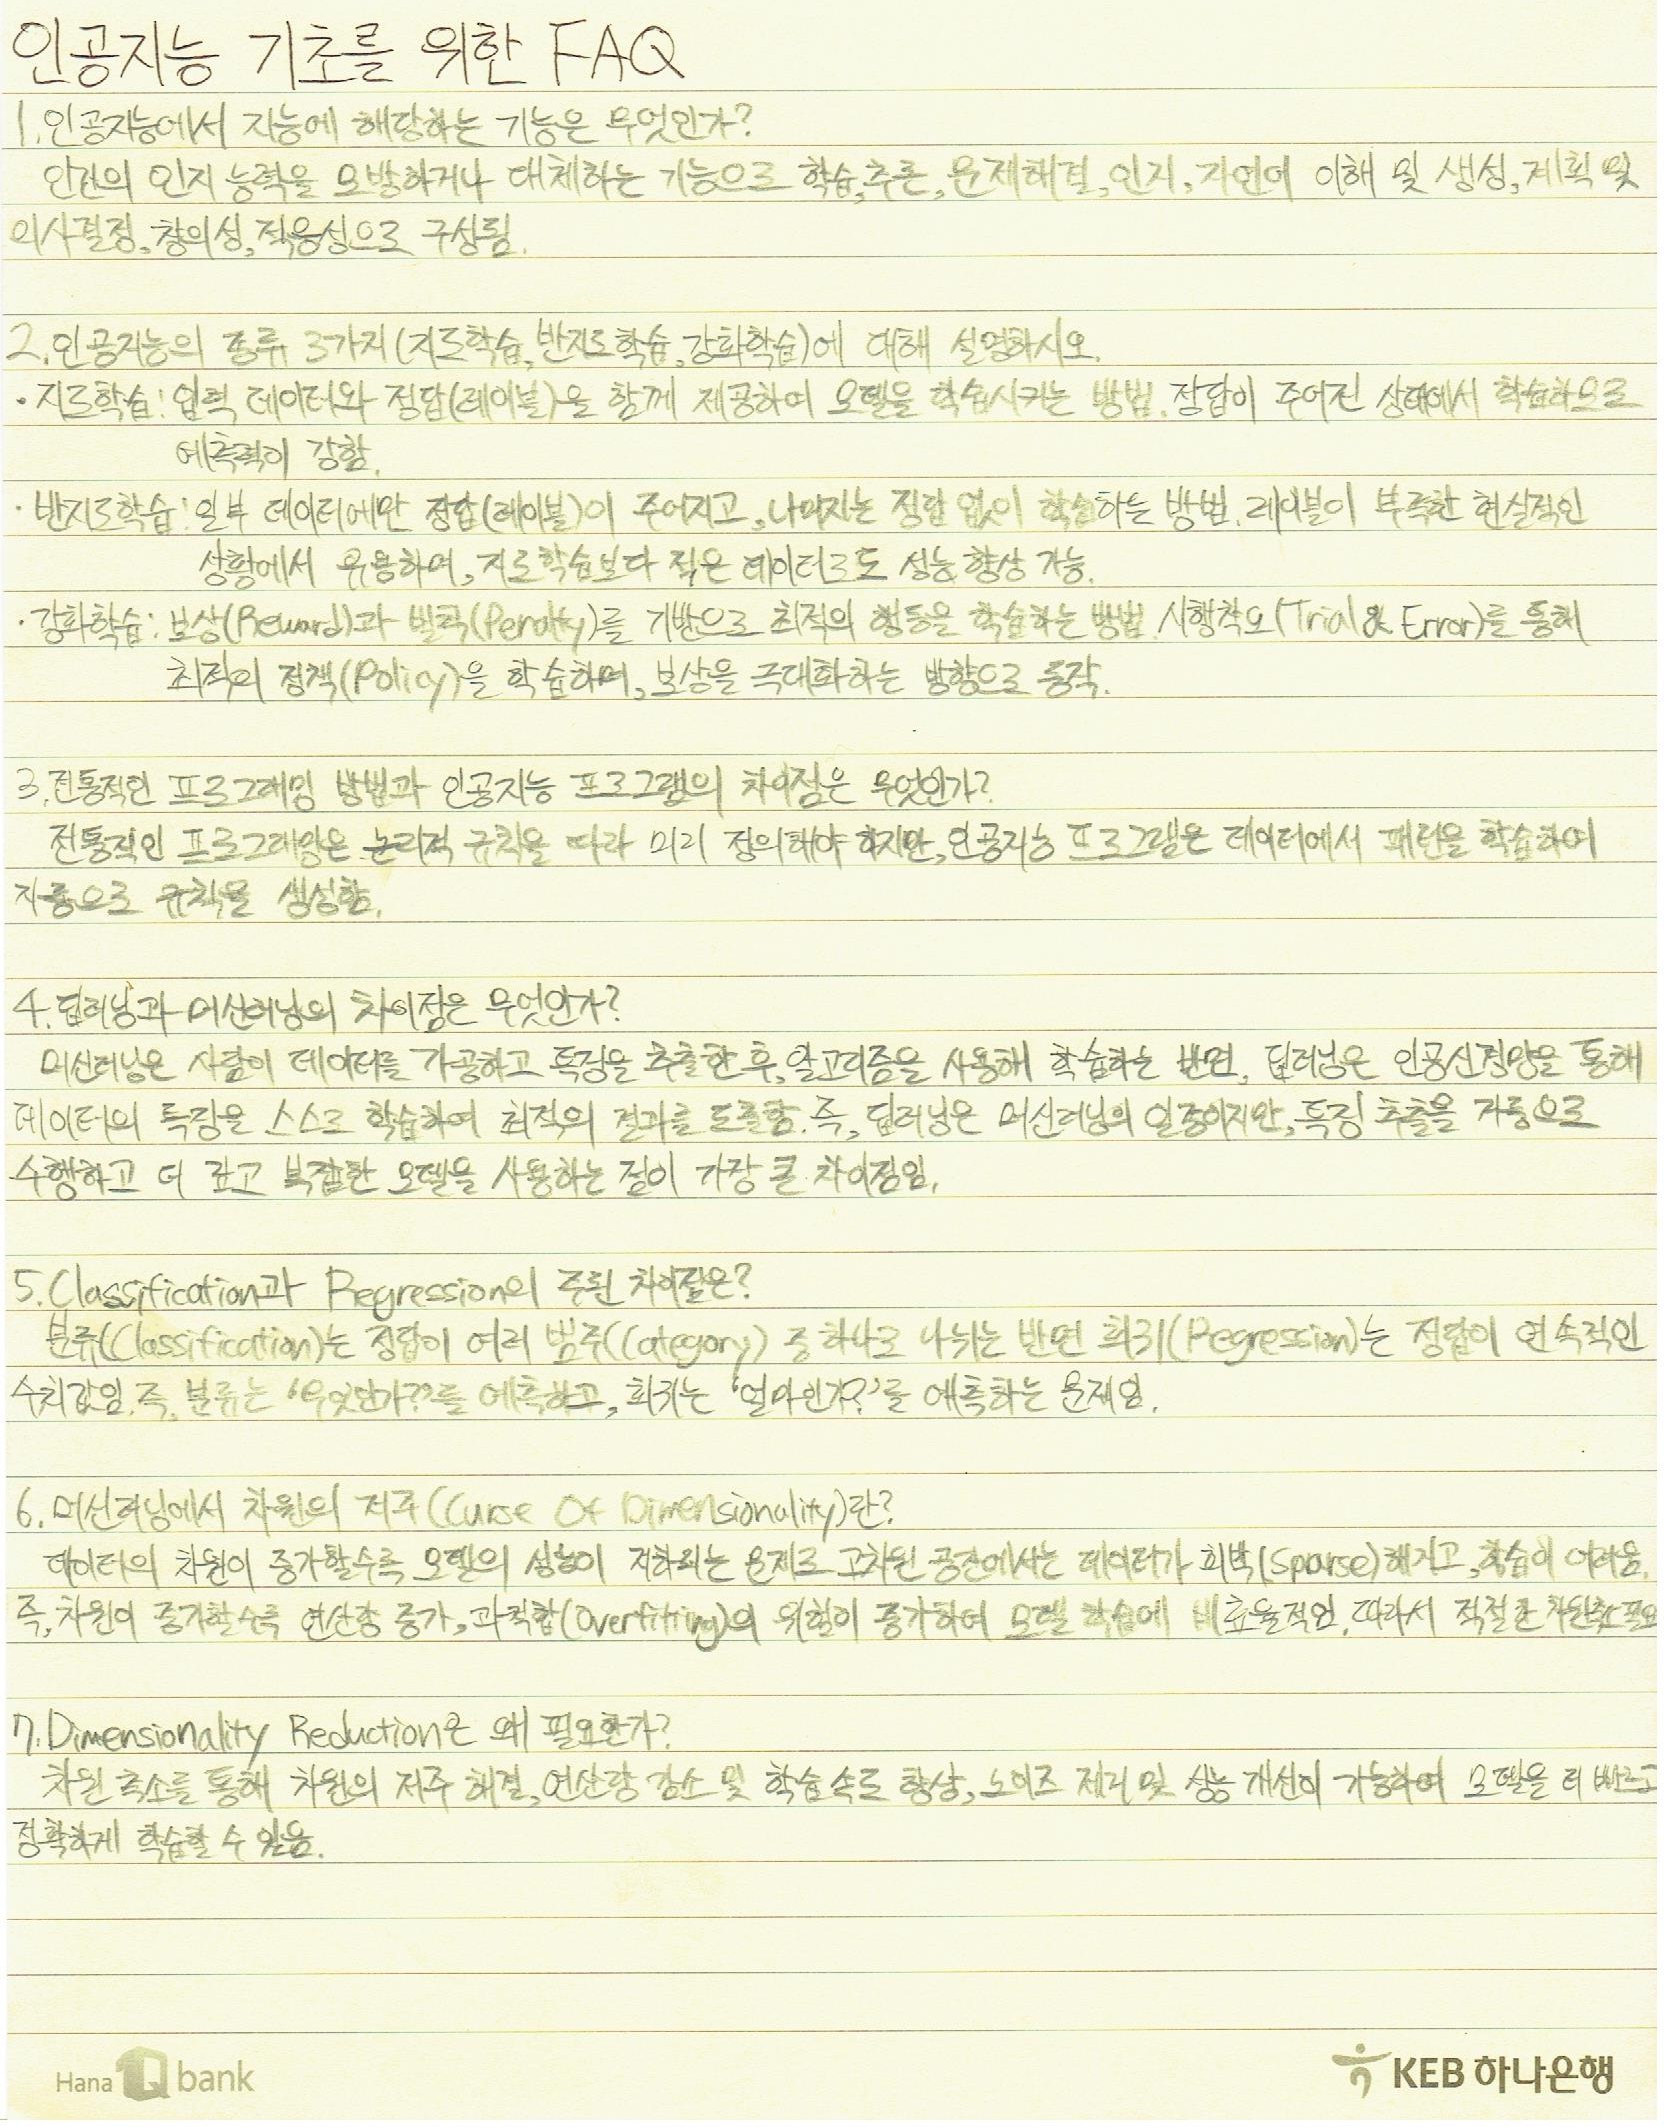 인공지능 기초를 위한 FAQ
1. 인공지능에서 지능에 해당하는 기능은 무엇인가?
인간의 인지 능력을 모방하거나 대체하는 기능으로 학습, 추론, 문제해결, 인지, 자연어 이해 및 생성, 계획 및
의사결정, 창의성, 적응성으로 구성됨.
2. 인공지능의 종류 3가지(지도학습, 반지도학습, 강화학습)에 대해 설명하시오.
· 지도학습: 입력 데이터와 정답(레이블)을 함께 제공하여 모델을 학습시키는 방법. 정답이 주어진 상태에서 학습하므로
예측력이 강함.
· 반지도학습: 일부 데이터에만 정답(레이블)이 주어지고, 나머지는 정답 없이 학습하는 방법. 레이블이 부족한 현실적인
상황에서 유용하며, 지도학습보다 적은 데이터로도 성능 향상 가능.
· 강화학습: 보상(Reward)과 벌칙(Penalty)를 기반으로 최적의 행동을 학습하는 방법. 시행착오(Trial & Error)를 통해
최적의 정책(Policy)을 학습하며, 보상을 극대화하는 방향으로 동작.
3. 전통적인 프로그래밍 방법과 인공지능 프로그램의 차이점은 무엇인가?
전통적인 프로그래밍은 논리적 규칙을 따라 미리 정의해야 하지만, 인공지능 프로그램은 데이터에서 패턴을 학습하여
자동으로 규칙을 생성함.
4. 딥러닝과 머신러닝의 차이점은 무엇인가?
머신러닝은 사람이 데이터를 가공하고 특징을 추출한 후, 알고리즘을 사용해 학습하는 반면, 딥러닝은 인공신경망을 통해
데이터의 특징을 스스로 학습하여 최적의 결과를 도출함. 즉, 딥러닝은 머신러닝의 일종이지만, 특징 추출을 자동으로
수행하고 더 깊고 복잡한 모델을 사용하는 점이 가장 큰 차이점임.
5. Classification과 Regression의 주된 차이점은?
분류(Classification)는 정답이 여러 범주(Category) 중 하나로 나뉘는 반면 회귀(Regression)는 정답이 연속적인
수치값임. 즉, 분류는 '무엇인가?'를 예측하고, 회귀는 '얼마인가?'를 예측하는 문제임.
6. 머신러닝에서 차원의 저주(Curse Of Dimensionality)란?
데이터의 차원이 증가할수록 모델의 성능이 저하되는 문제로 고차원 공간에서는 데이터가 희박(Sparse)해지고, 학습이 어려움.
즉, 차원이 증가할수록 연산량 증가, 과적합(Overfitting)의 위험이 증가하여 모델 학습에 비효율적임. 따라서 적절한 차원축소 필요
7. Dimensionality Reduction은 왜 필요한가?
차원 축소를 통해 차원의 저주 해결, 연산량 감소 및 학습 속도 향상, 노이즈 제거 및 성능 개선이 가능하여 모델을 더 빠르고
정확하게 학습할 수 있음.
Hana 1Q bank
KEB 하나은행